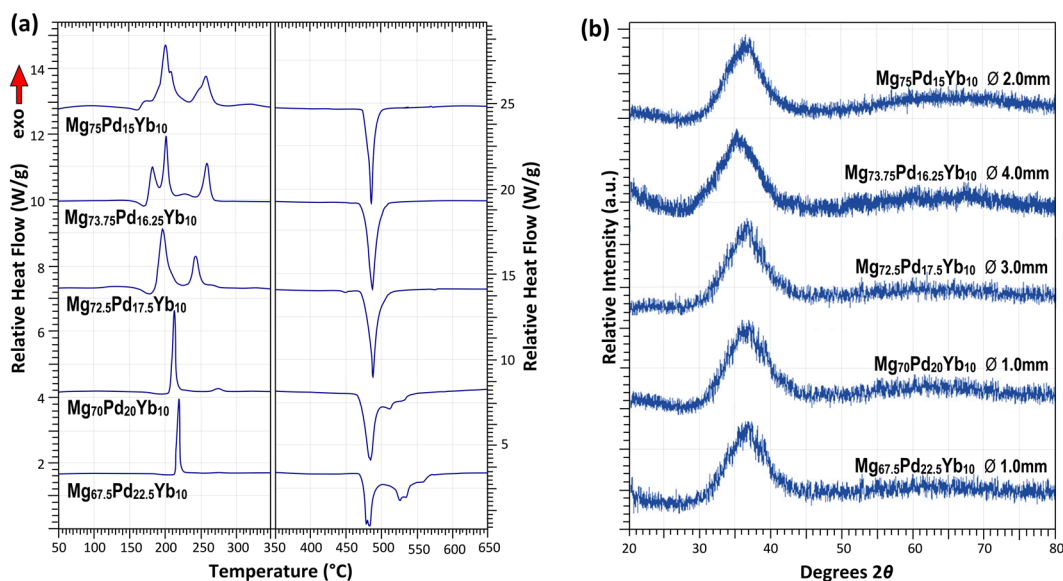 (a)
exo
Relative Heat Flow (W/g)
14
12
10
8
6
4
2
Mg75Pd15Yb10
Mg73.75Pd16.25Yb10
Mg72.5Pd17.5Yb10
Mg70Pd20Yb10
Mg67.5Pd22.5Yb10
25
20
15
10
5
Relative Heat Flow (W/g)
50 100 150 200 250 300 350 400 450 500 550 600 650
Temperature (°C)
(b)
Relative Intensity (a.u.)
Mg75Pd15Yb10 Ø 2.0mm
Mg73.75Pd16.25Yb10 Ø 4.0mm
Mg72.5Pd17.5Yb10 Ø 3.0mm
Mg70Pd20Yb10 Ø 1.0mm
Mg67.5Pd22.5Yb10 Ø 1.0mm
20 30 40 50 60 70 80
Degrees 2θ